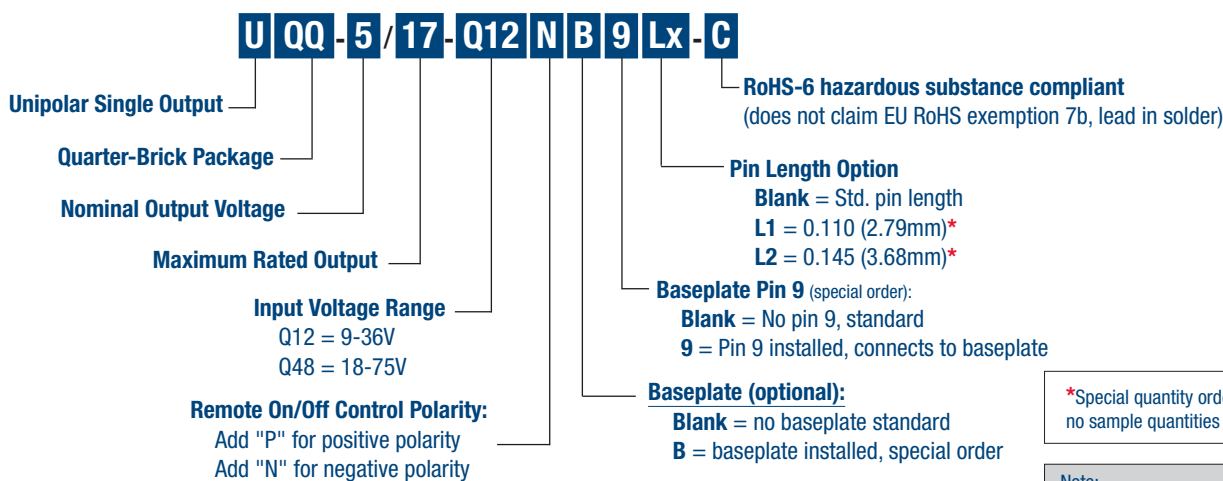 UQQ-5/17-Q12NB9Lx-C
RoHS-6 hazardous substance compliant
(does not claim EU RoHS exemption 7b, lead in solder)
Unipolar Single Output
Quarter-Brick Package
Nominal Output Voltage
Maximum Rated Output
Input Voltage Range
Q12 = 9-36V
Q48 = 18-75V
Remote On/Off Control Polarity:
Add "P" for positive polarity
Add "N" for negative polarity
Pin Length Option
Blank = Std. pin length
L1 = 0.110 (2.79mm)*
L2 = 0.145 (3.68mm)*
Baseplate Pin 9 (special order):
Blank = No pin 9, standard
9 = Pin 9 installed, connects to baseplate
Baseplate (optional):
Blank = no baseplate standard
B = baseplate installed, special order
*Special quantity
no sample quantities
Note: